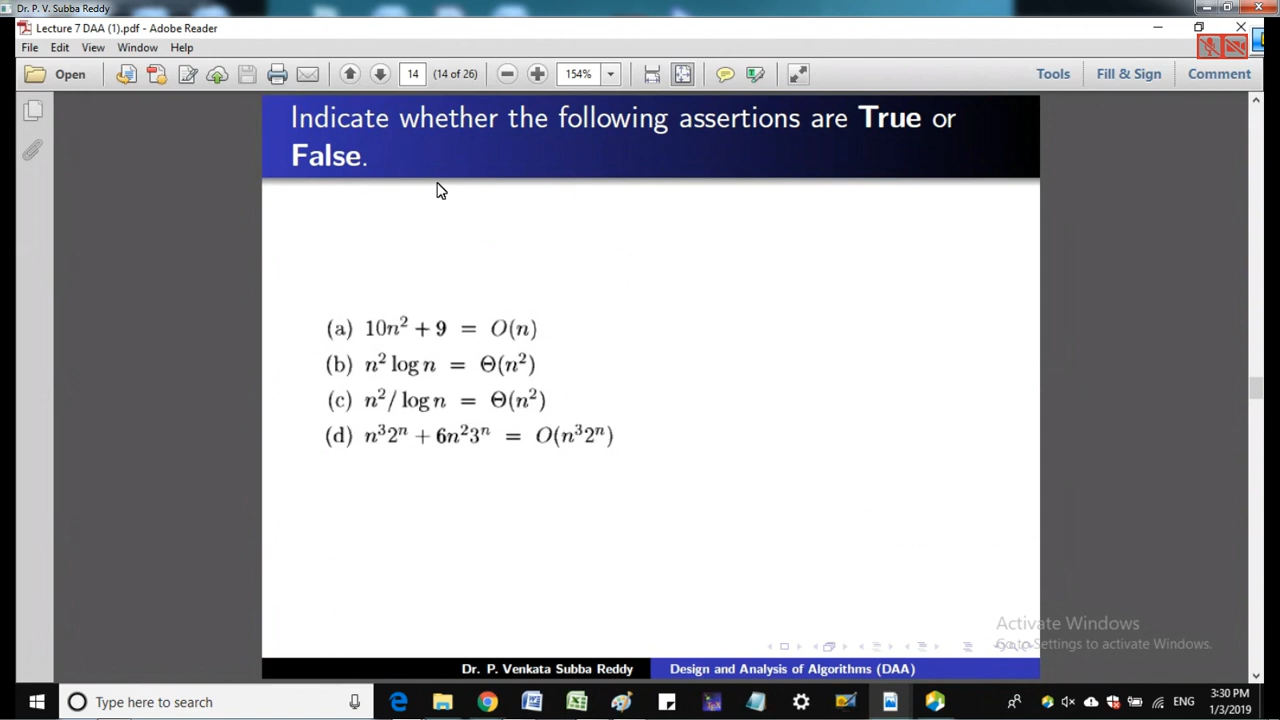 Dr. P. V. Subba Reddy
Lecture 7 DAA (1).pdf - Adobe Reader
File Edit View Window Help
Open 14 (14 of 26) 154% Tools Fill & Sign Comment
Indicate whether the following assertions are True or
False.
(a) 10n² + 9 = O(n)
(b) n² log n = Θ(n²)
(c) n²/ log n = Θ(n²)
(d) n³2ⁿ + 6n²3ⁿ = O(n³2ⁿ)
Activate Windows
Go to Settings to activate Windows.
Dr. P. Venkata Subba Reddy Design and Analysis of Algorithms (DAA)
Type here to search
ENG
3:30 PM
1/3/2019